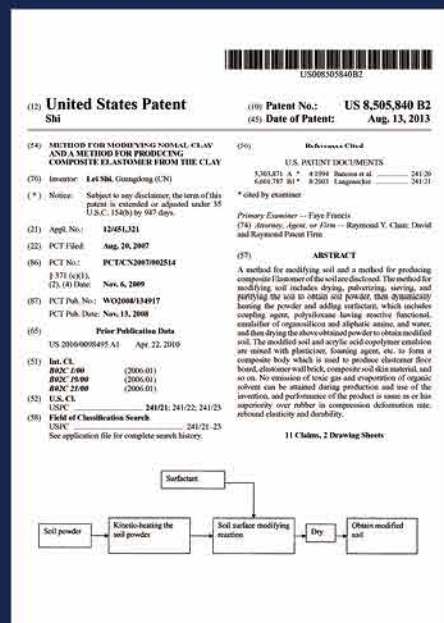 US008505840B2
(12) United States Patent
Shi
(10) Patent No.: US 8,505,840 B2
(45) Date of Patent: Aug. 13, 2013
(54) METHOD FOR MODIFYING NOMAL CLAY
AND A METHOD FOR PRODUCING
COMPOSITE ELASTOMER FROM THE CLAY
(76) Inventor: Lei Shi, Guangdong (CN)
( * ) Notice: Subject to any disclaimer, the term of this
patent is extended or adjusted under 35
U.S.C. 154(b) by 947 days.
(21) Appl. No.: 12/451,321
(22) PCT Filed: Aug. 20, 2007
(86) PCT No.: PCT/CN2007/002514
§ 371 (c)(1),
(2), (4) Date: Nov. 6, 2009
(87) PCT Pub. No.: WO2008/134917
PCT Pub. Date: Nov. 13, 2008
(65) Prior Publication Data
US 2010/0098495 A1 Apr. 22, 2010
(51) Int. Cl.
B02C 1/00 (2006.01)
B02C 19/00 (2006.01)
B02C 21/00 (2006.01)
(52) U.S. Cl.
USPC 241/21; 241/22; 241/23
(58) Field of Classification Search
USPC 241/21-23
See application file for complete search history.
(56) References Cited
U.S. PATENT DOCUMENTS
5,303,871 A * 4/1994 241/20
6,601,787 B1 * 8/2003 Langenecker 241/21
* cited by examiner
Primary Examiner — Faye Francis
(74) Attorney, Agent, or Firm — Raymond Y. Chan; David
and Raymond Patent Firm
(57) ABSTRACT
A method for modifying soil and a method for producing
composite Elastomer of the soil are disclosed. The method for
modifying soil includes drying, pulverizing, sieving, and
purifying the soil to obtain soil powder, then dynamically
heating the powder and adding surfactant, which includes
coupling agent, polysiloxane having reactive functional,
emulsifier of organosilicon and aliphatic amine, and water,
and then drying the above obtained powder to obtain modified
soil. The modified soil and acrylic acid copolymer emulsion
are mixed with plasticizer, foaming agent, etc. to form a
composite body which is used to produce elastomer floor
board, elastomer wall brick, composite soil skin material, and
so on. No emission of toxic gas and evaporation of organic
solvent can be attained during production and use of the
invention, and performance of the product is same as or has
superiority over rubber in compression deformation rate,
rebound elasticity and durability.
11 Claims, 2 Drawing Sheets
Surfactant
Soil powder
Kinetic-heating the
soil powder
Soil surface modifying
reaction
Dry
Obtain modified
soil